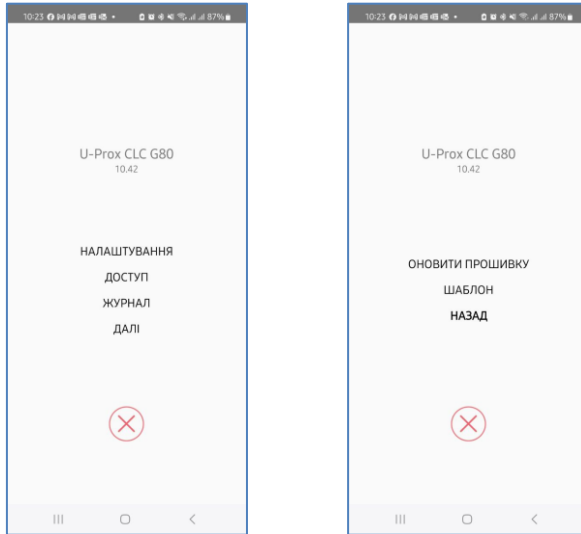 10:23 87%
U-Prox CLC G80
10.42
НАЛАШТУВАННЯ
ДОСТУП
ЖУРНАЛ
ДАЛІ
10:23 87%
U-Prox CLC G80
10.42
ОНОВИТИ ПРОШИВКУ
ШАБЛОН
НАЗАД